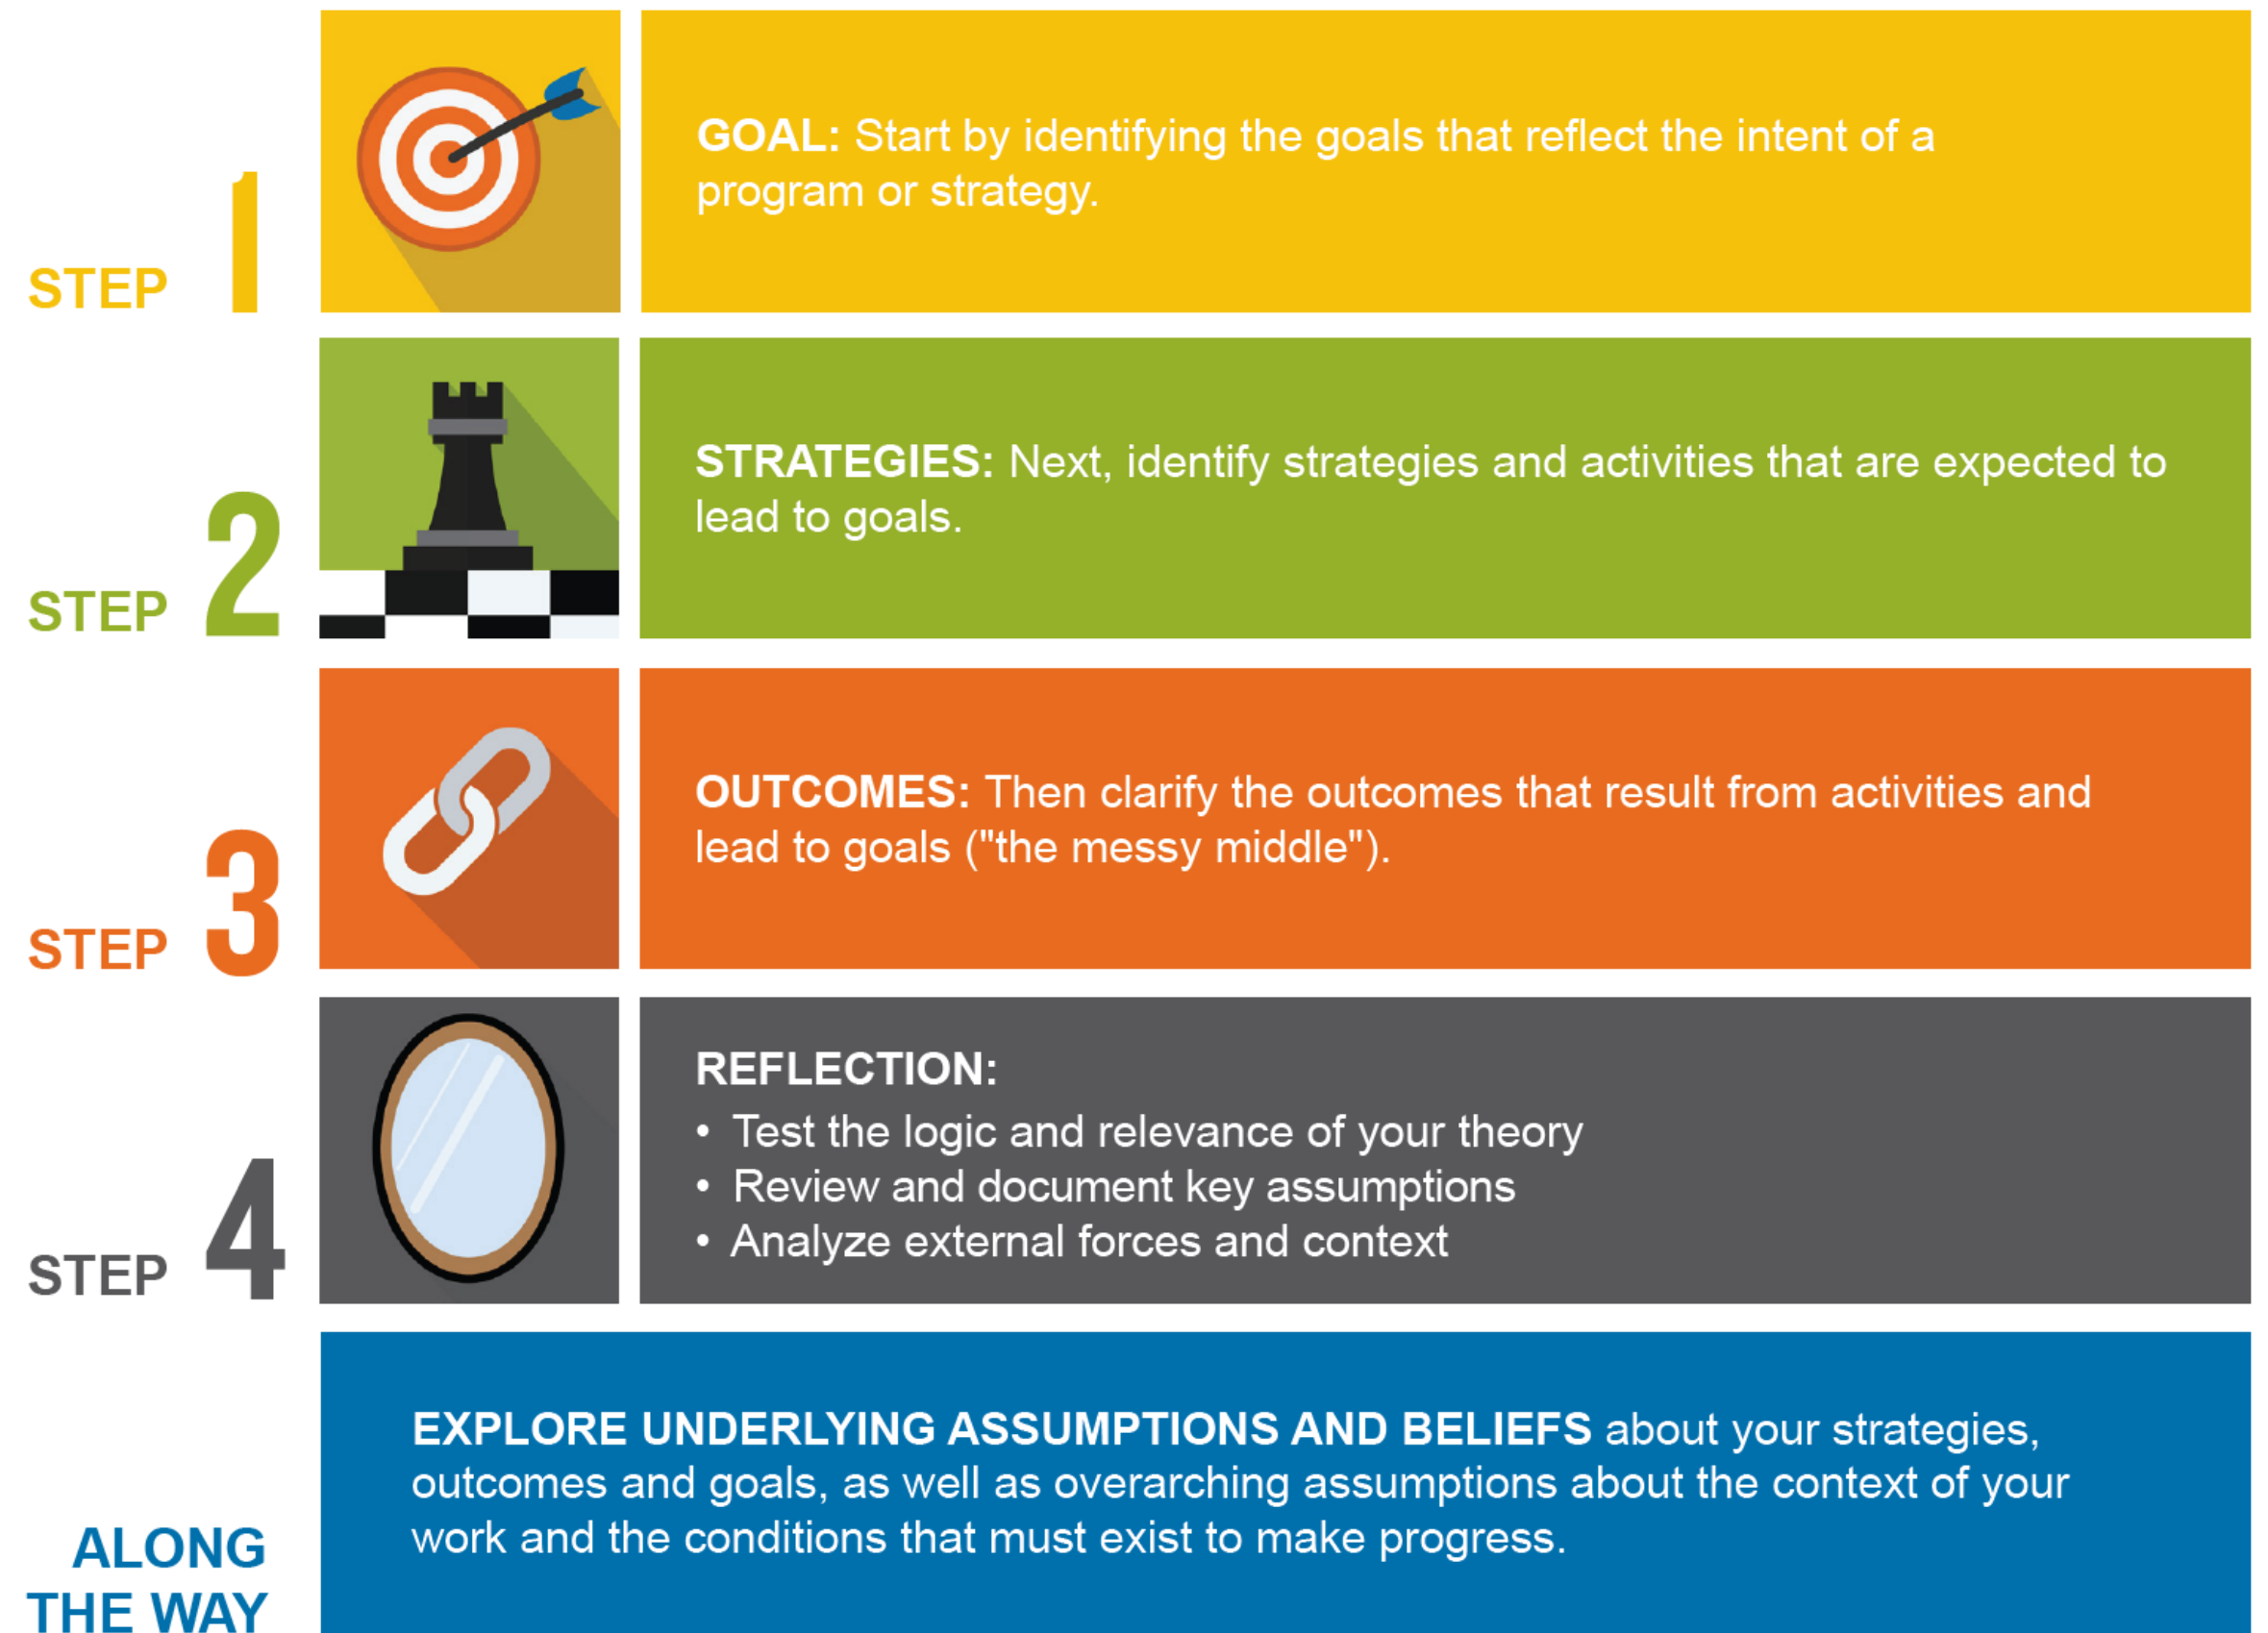 STEP 1
GOAL: Start by identifying the goals that reflect the intent of a
program or strategy.
STEP 2
STRATEGIES: Next, identify strategies and activities that are expected to
lead to goals.
STEP 3
OUTCOMES: Then clarify the outcomes that result from activities and
lead to goals ("the messy middle").
STEP 4
REFLECTION:
• Test the logic and relevance of your theory
• Review and document key assumptions
• Analyze external forces and context
ALONG
THE WAY
EXPLORE UNDERLYING ASSUMPTIONS AND BELIEFS about your strategies,
outcomes and goals, as well as overarching assumptions about the context of your
work and the conditions that must exist to make progress.